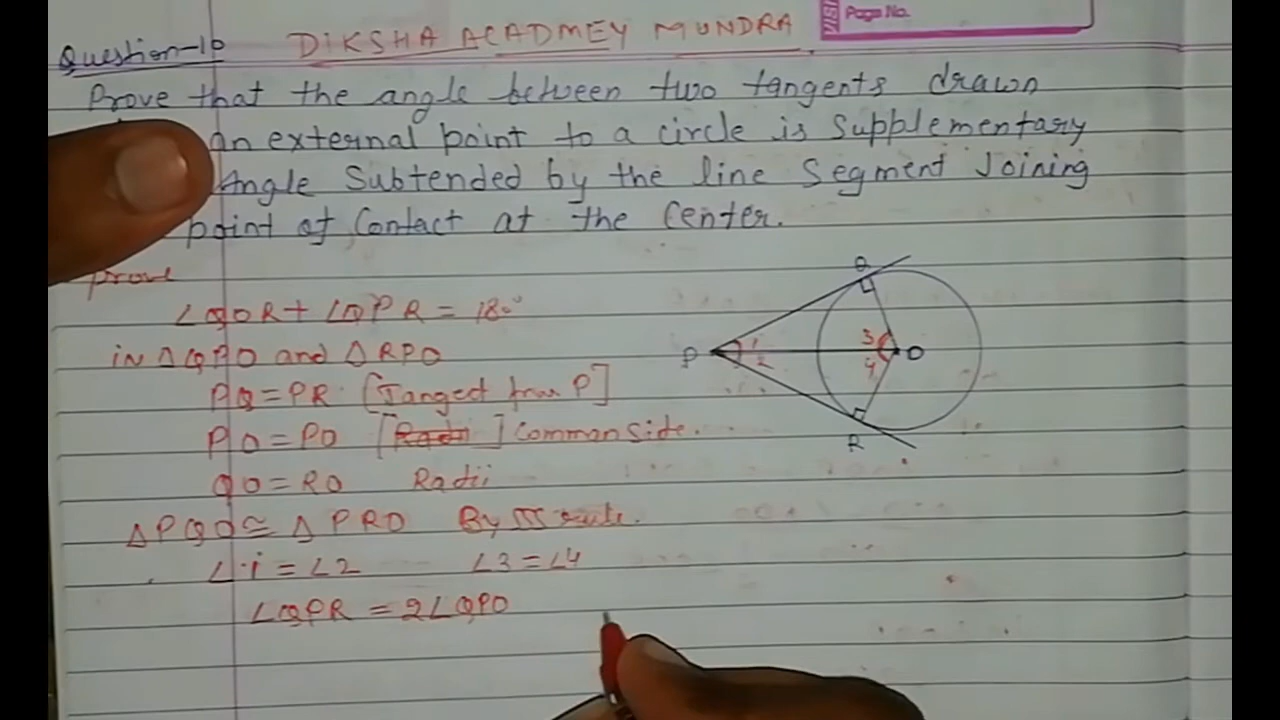 Page No.
Question-10 DIKSHA ACADMEY MUNDRA
Prove that the angle between two tangents drawn
an external point to a circle is supplementary
Angle Subtended by the line Segment Joining
point of Contact at the Center.
prove
∠QOR + ∠QPR = 180°
in △QPO and △RPO
PQ = PR. [Tangect from P]
PO = PO [Radii] Common Side.
QO = RO Radii
△PQO ≅ △PRO By SSS rule.
∠1 = ∠2 ∠3 = ∠4
∠QPR = 2∠QPO
Q
P 1 2 3 4 O
R